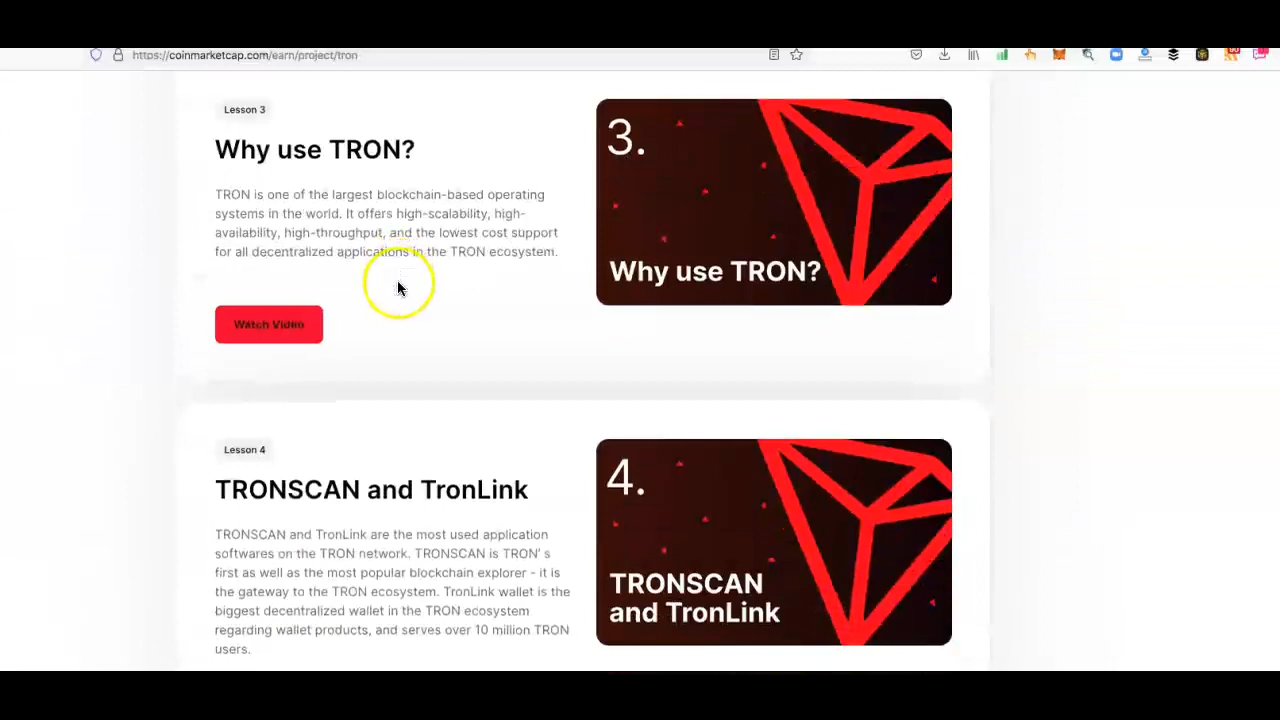 https://coinmarketcap.com/earn/project/tron
Lesson 3
Why use TRON?
TRON is one of the largest blockchain-based operating
systems in the world. It offers high-scalability, high-
availability, high-throughput, and the lowest cost support
for all decentralized applications in the TRON ecosystem.
Watch Video
3.
Why use TRON?
Lesson 4
TRONSCAN and TronLink
TRONSCAN and TronLink are the most used application
softwares on the TRON network. TRONSCAN is TRON' s
first as well as the most popular blockchain explorer - it is
the gateway to the TRON ecosystem. TronLink wallet is the
biggest decentralized wallet in the TRON ecosystem
regarding wallet products, and serves over 10 million TRON
users.
4.
TRONSCAN
and TronLink